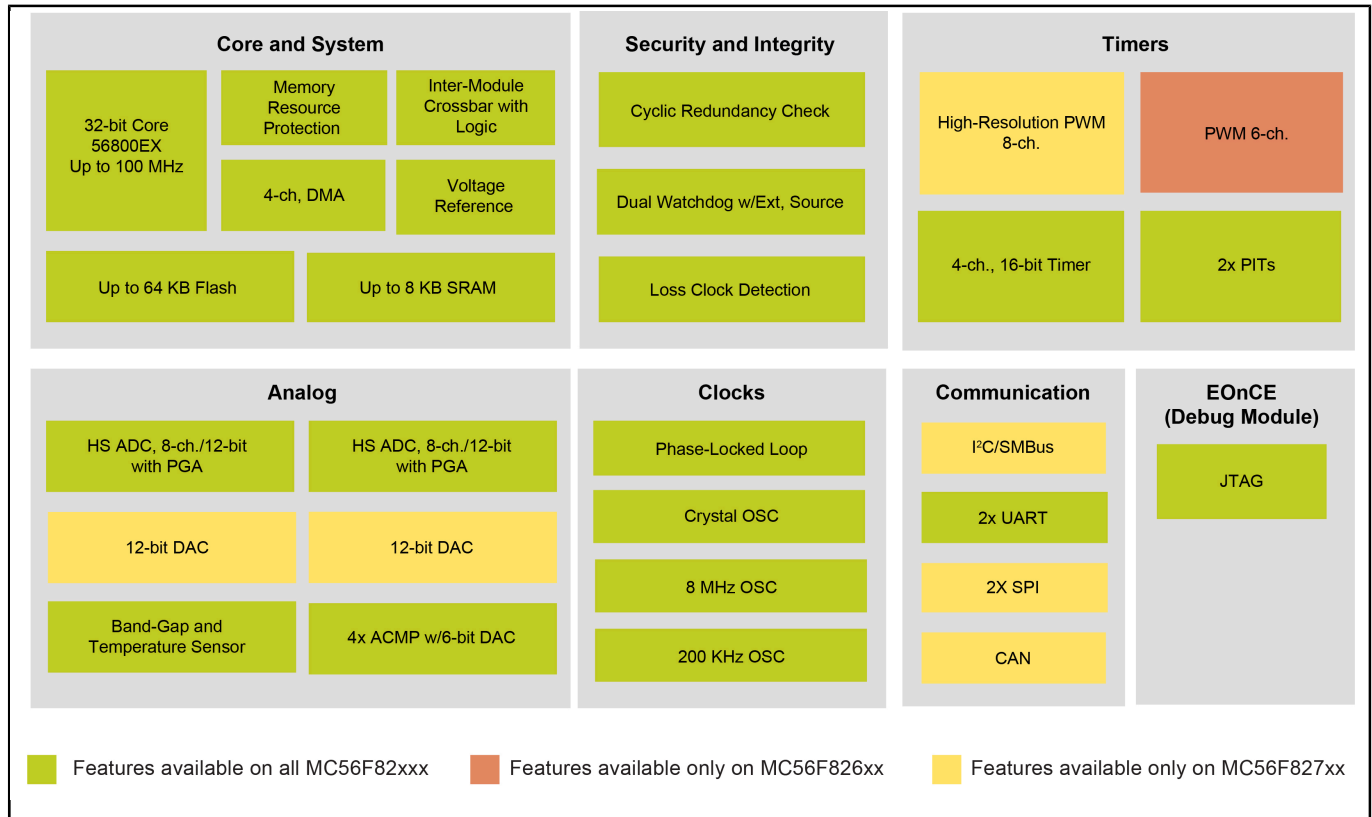 Core and System
32-bit Core
56800EX
Up to 100 MHz
Memory
Resource
Protection
Inter-Module
Crossbar with
Logic
4-ch, DMA
Voltage
Reference
Up to 64 KB Flash
Up to 8 KB SRAM
Security and Integrity
Cyclic Redundancy Check
Dual Watchdog w/Ext, Source
Loss Clock Detection
Timers
High-Resolution PWM
8-ch.
PWM 6-ch.
4-ch., 16-bit Timer
2x PITs
Analog
HS ADC, 8-ch./12-bit
with PGA
HS ADC, 8-ch./12-bit
with PGA
12-bit DAC
12-bit DAC
Band-Gap and
Temperature Sensor
4x ACMP w/6-bit DAC
Clocks
Phase-Locked Loop
Crystal OSC
8 MHz OSC
200 KHz OSC
Communication
I²C/SMBus
2x UART
2X SPI
CAN
EOnCE
(Debug Module)
JTAG
Features available on all MC56F82xxx
Features available only on MC56F826xx
Features available only on MC56F827xx